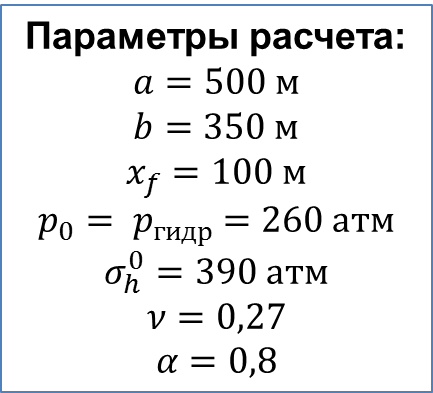 Параметры расчета:
a = 500 м
b = 350 м
x_f = 100 м
p_0 = p_гидр = 260 атм
σ_h^0 = 390 атм
ν = 0,27
α = 0,8